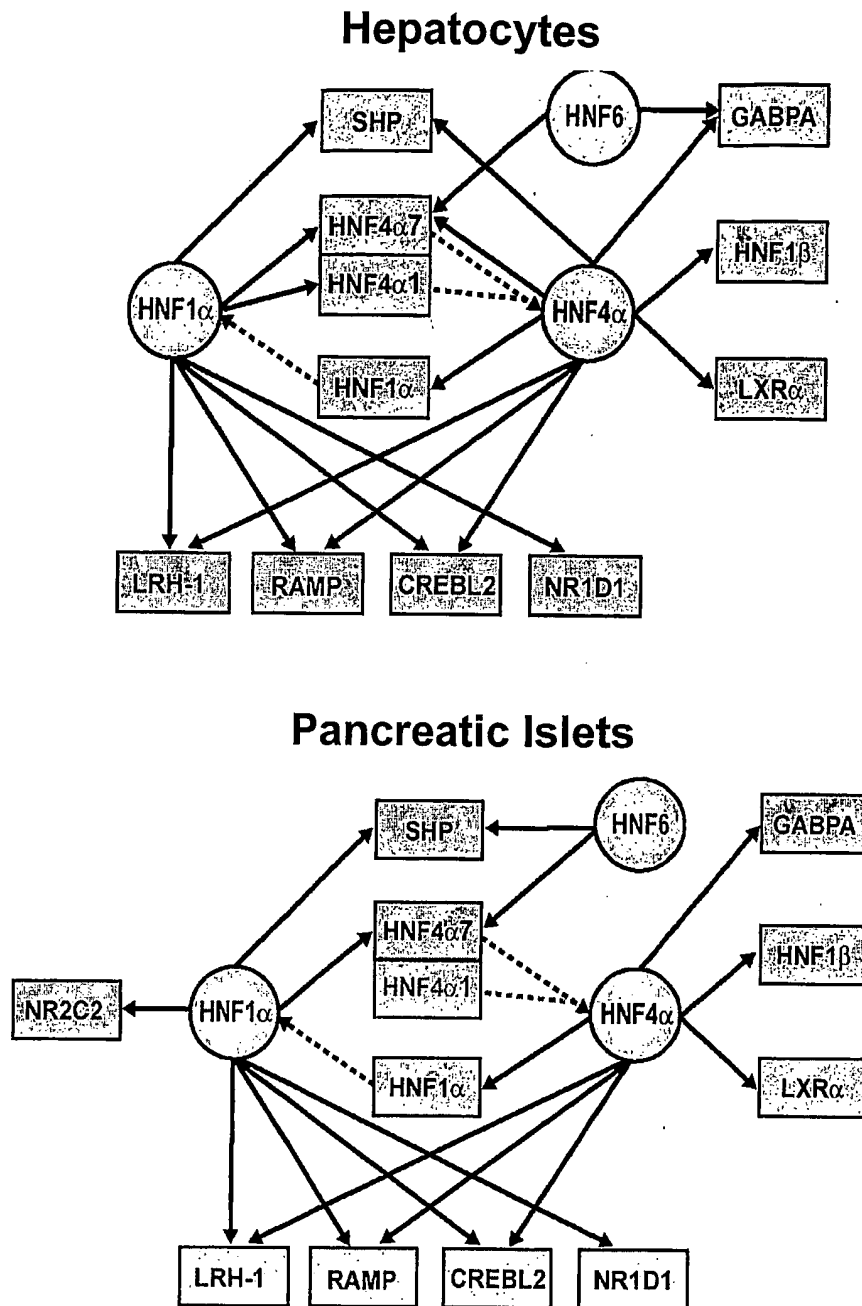 Hepatocytes
SHP
HNF6
GABPA
HNF4α7
HNF1β
HNF1α
HNF4α1
HNF4α
HNF1α
LXRα
LRH-1
RAMP
CREBL2
NR1D1
Pancreatic Islets
SHP
HNF6
GABPA
HNF4α7
HNF1β
NR2C2
HNF1α
HNF4α1
HNF4α
HNF1α
LXRα
LRH-1
RAMP
CREBL2
NR1D1